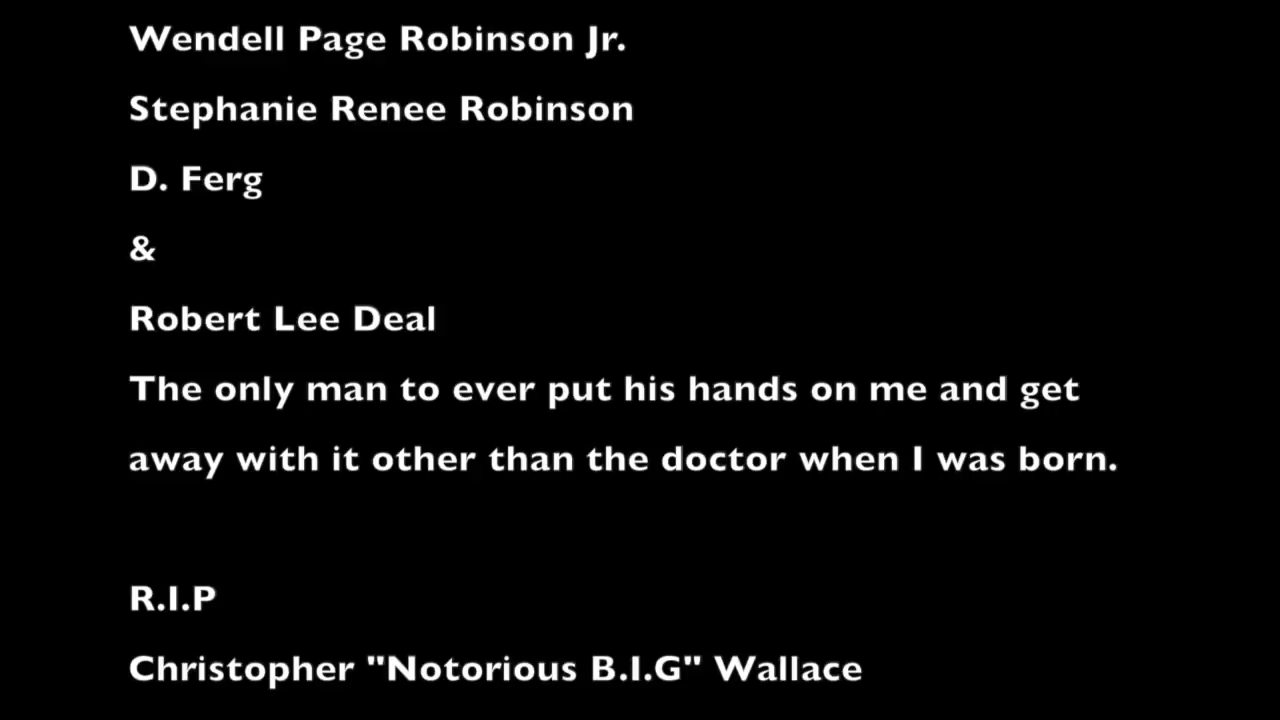 Wendell Page Robinson Jr.
Stephanie Renee Robinson
D. Ferg
&
Robert Lee Deal
The only man to ever put his hands on me and get
away with it other than the doctor when I was born.
R.I.P
Christopher "Notorious B.I.G" Wallace